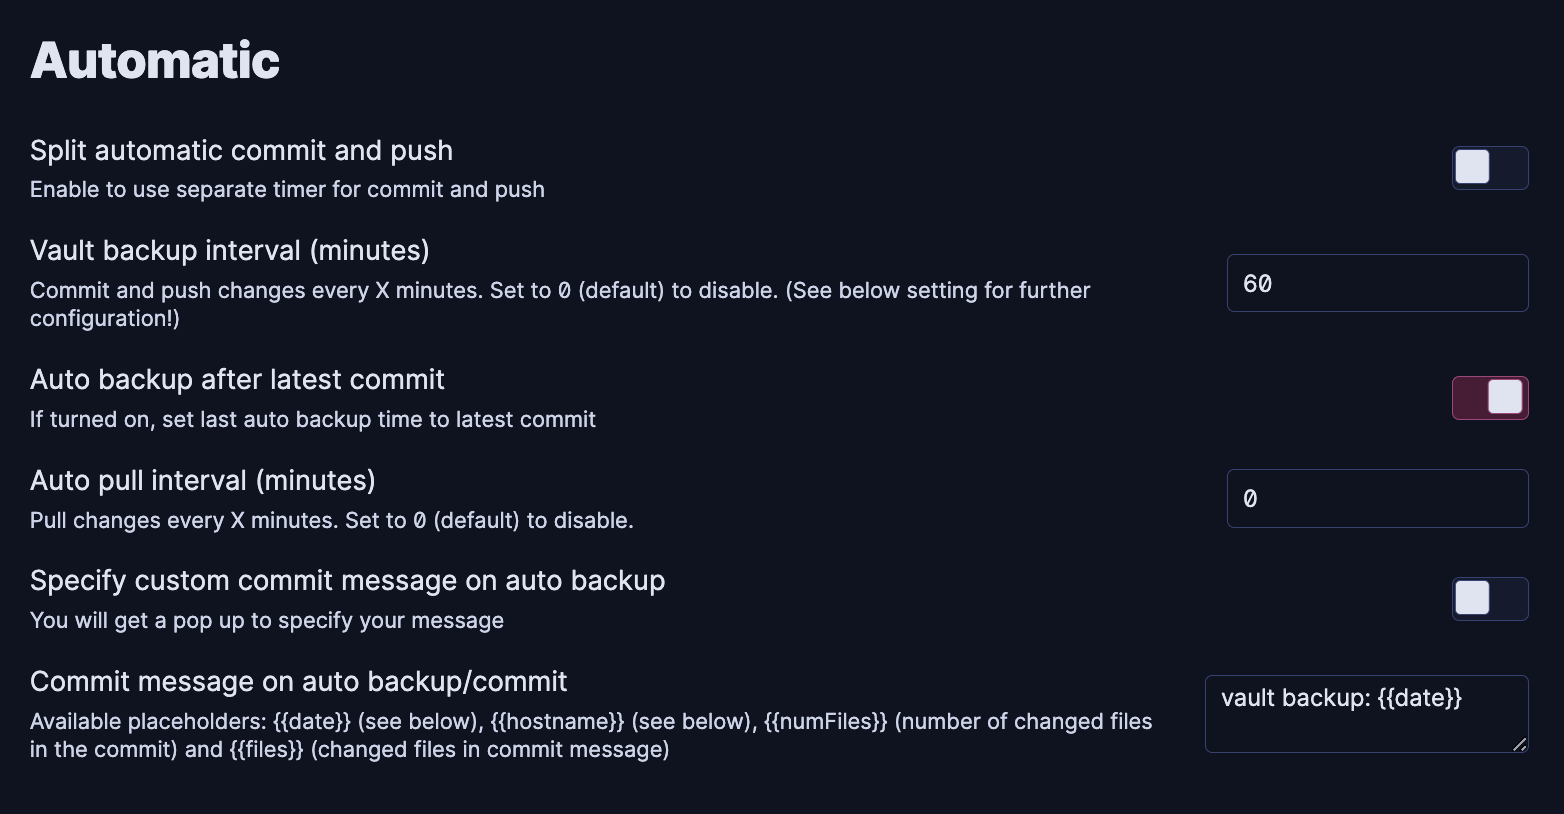 Automatic
Split automatic commit and push
Enable to use separate timer for commit and push
Vault backup interval (minutes)
Commit and push changes every X minutes. Set to 0 (default) to disable. (See below setting for further
configuration!)
60
Auto backup after latest commit
If turned on, set last auto backup time to latest commit
Auto pull interval (minutes)
Pull changes every X minutes. Set to 0 (default) to disable.
0
Specify custom commit message on auto backup
You will get a pop up to specify your message
Commit message on auto backup/commit
Available placeholders: {{date}} (see below), {{hostname}} (see below), {{numFiles}} (number of changed files
in the commit) and {{files}} (changed files in commit message)
vault backup: {{date}}